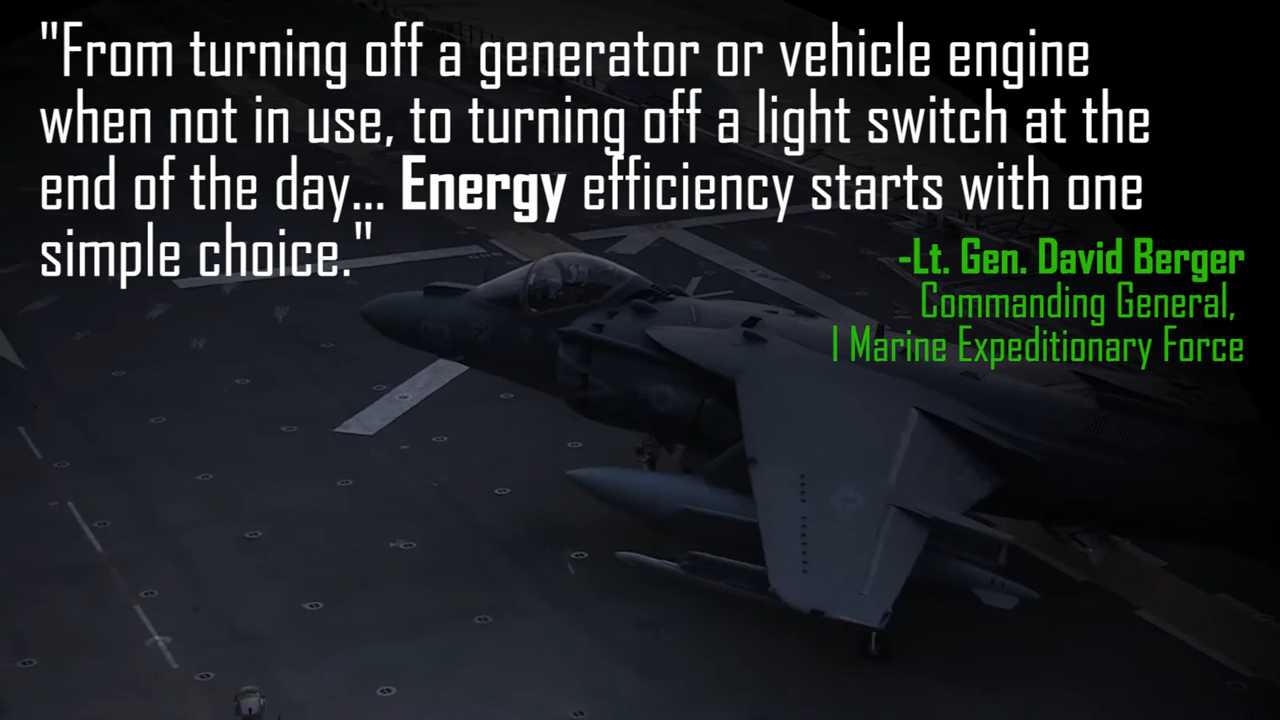 "From turning off a generator or vehicle engine
when not in use, to turning off a light switch at the
end of the day... Energy efficiency starts with one
simple choice."
-Lt. Gen. David Berger
Commanding General,
I Marine Expeditionary Force